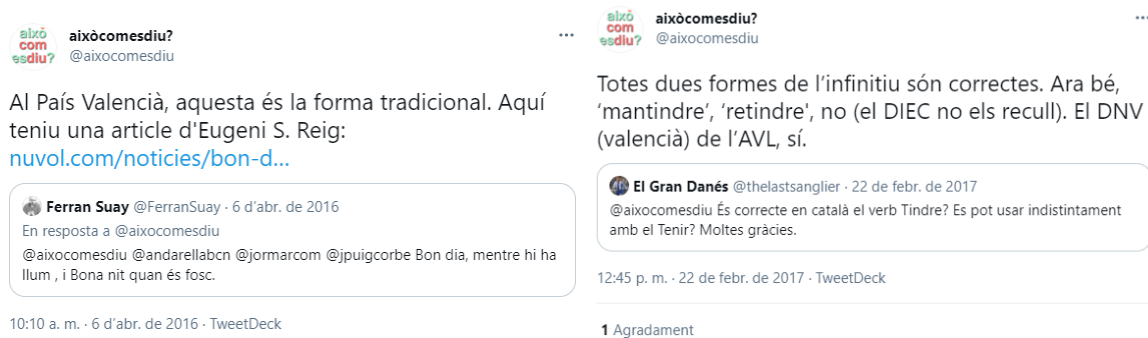 això
com
esdiu?
aixòcomesdiu?
@aixocomesdiu
Al País Valencià, aquesta és la forma tradicional. Aquí
teniu una article d'Eugeni S. Reig:
nuvol.com/noticies/bon-d...
Ferran Suay @FerranSuay · 6 d'abr. de 2016
En resposta a @aixocomesdiu
@aixocomesdiu @andarellabcn @jormarcom @jpuigcorbe Bon dia, mentre hi ha
llum , i Bona nit quan és fosc.
10:10 a. m. · 6 d'abr. de 2016 · TweetDeck
això
com
esdiu?
aixòcomesdiu?
@aixocomesdiu
Totes dues formes de l’infinitiu són correctes. Ara bé,
‘mantindre’, ‘retindre', no (el DIEC no els recull). El DNV
(valencià) de l’AVL, sí.
El Gran Danés @thelastsanglier · 22 de febr. de 2017
@aixocomesdiu És correcte en català el verb Tindre? Es pot usar indistintament
amb el Tenir? Moltes gràcies.
12:45 p. m. · 22 de febr. de 2017 · TweetDeck
1 Agradament